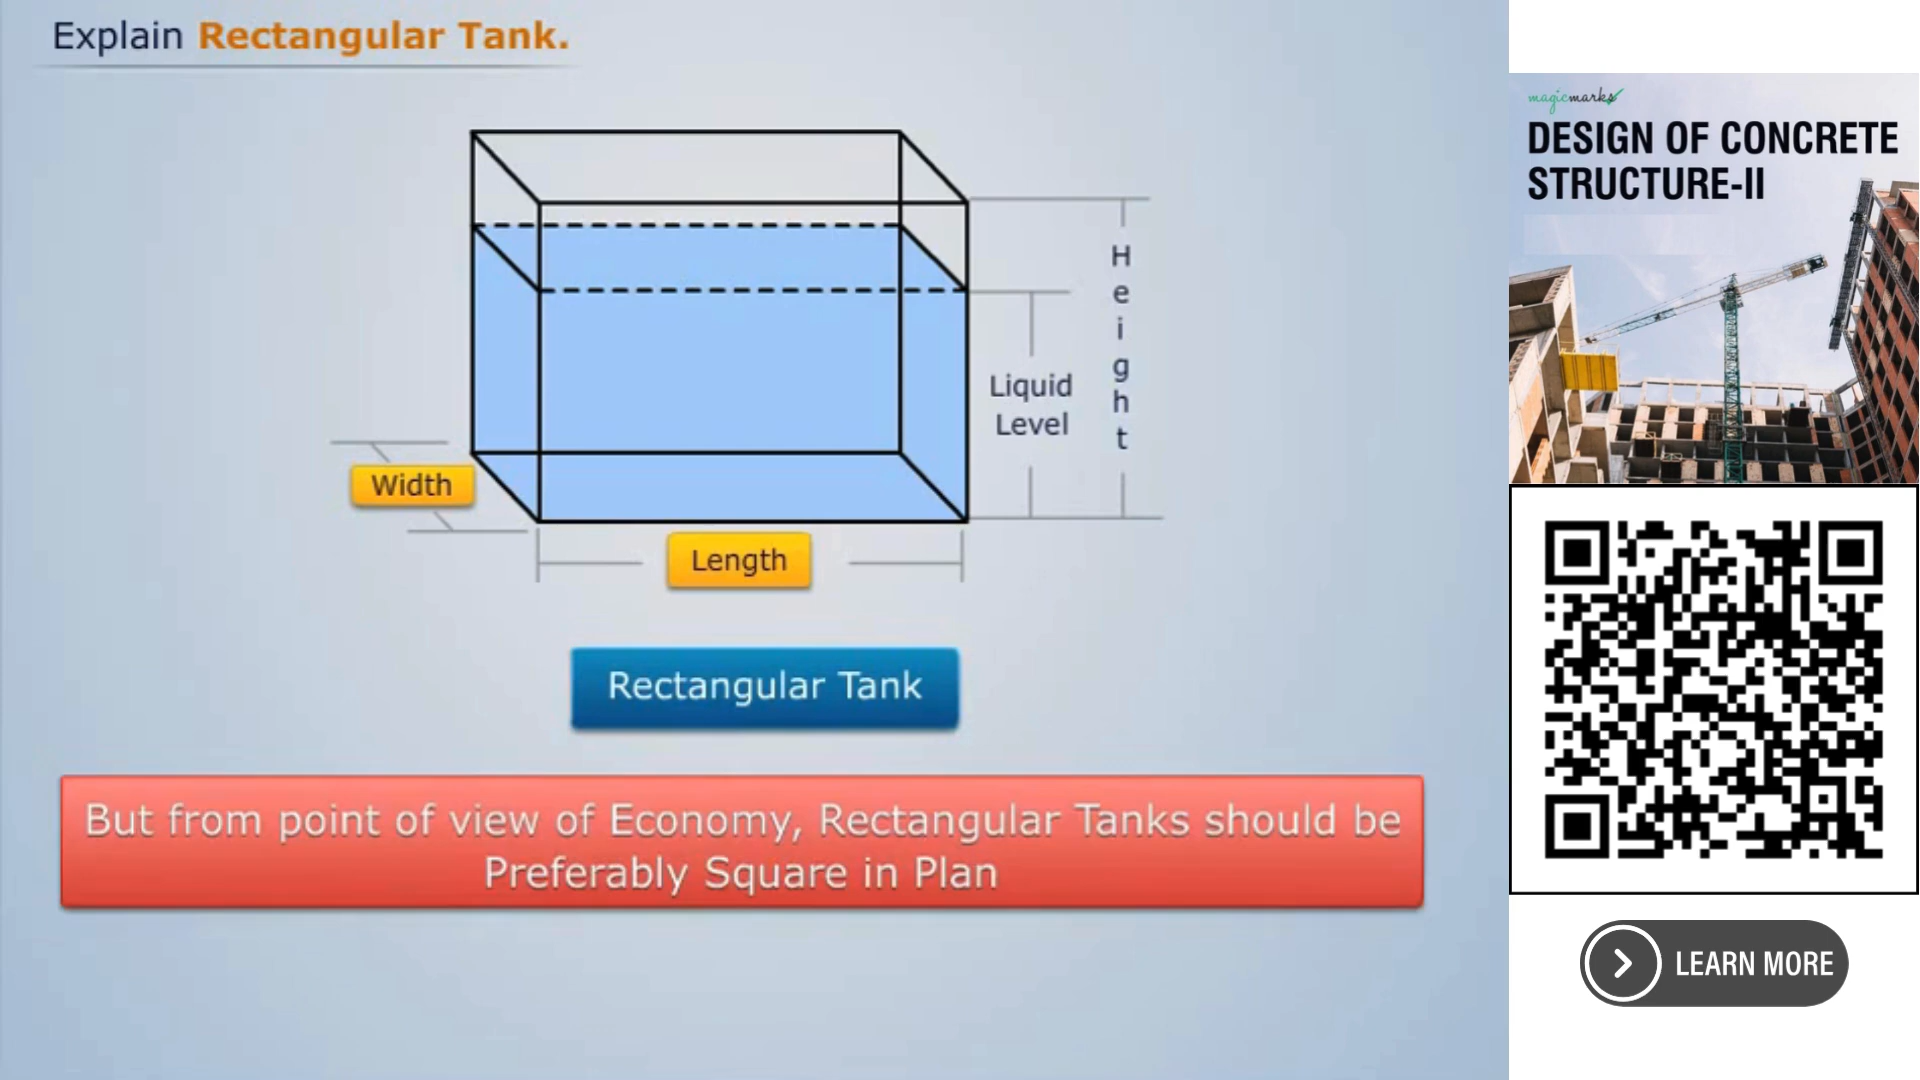 Explain Rectangular Tank.
Height
Liquid
Level
Width
Length
Rectangular Tank
But from point of view of Economy, Rectangular Tanks should be
Preferably Square in Plan
magicmarks
DESIGN OF CONCRETE
STRUCTURE-II
LEARN MORE